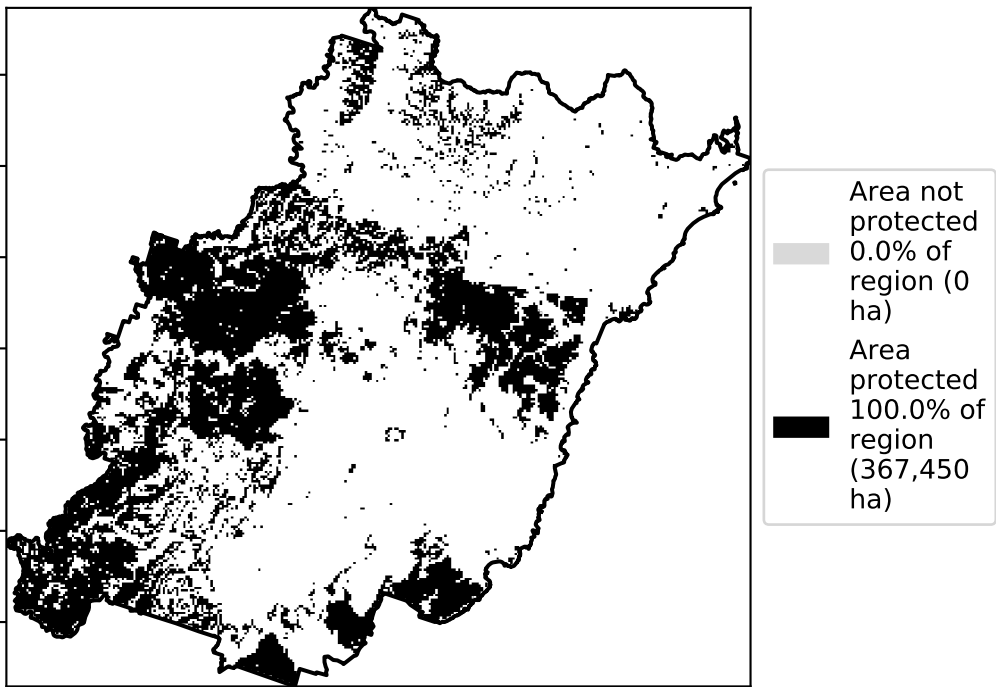 Area not
protected
0.0% of
region (0
ha)
Area
protected
100.0% of
region
(367,450
ha)